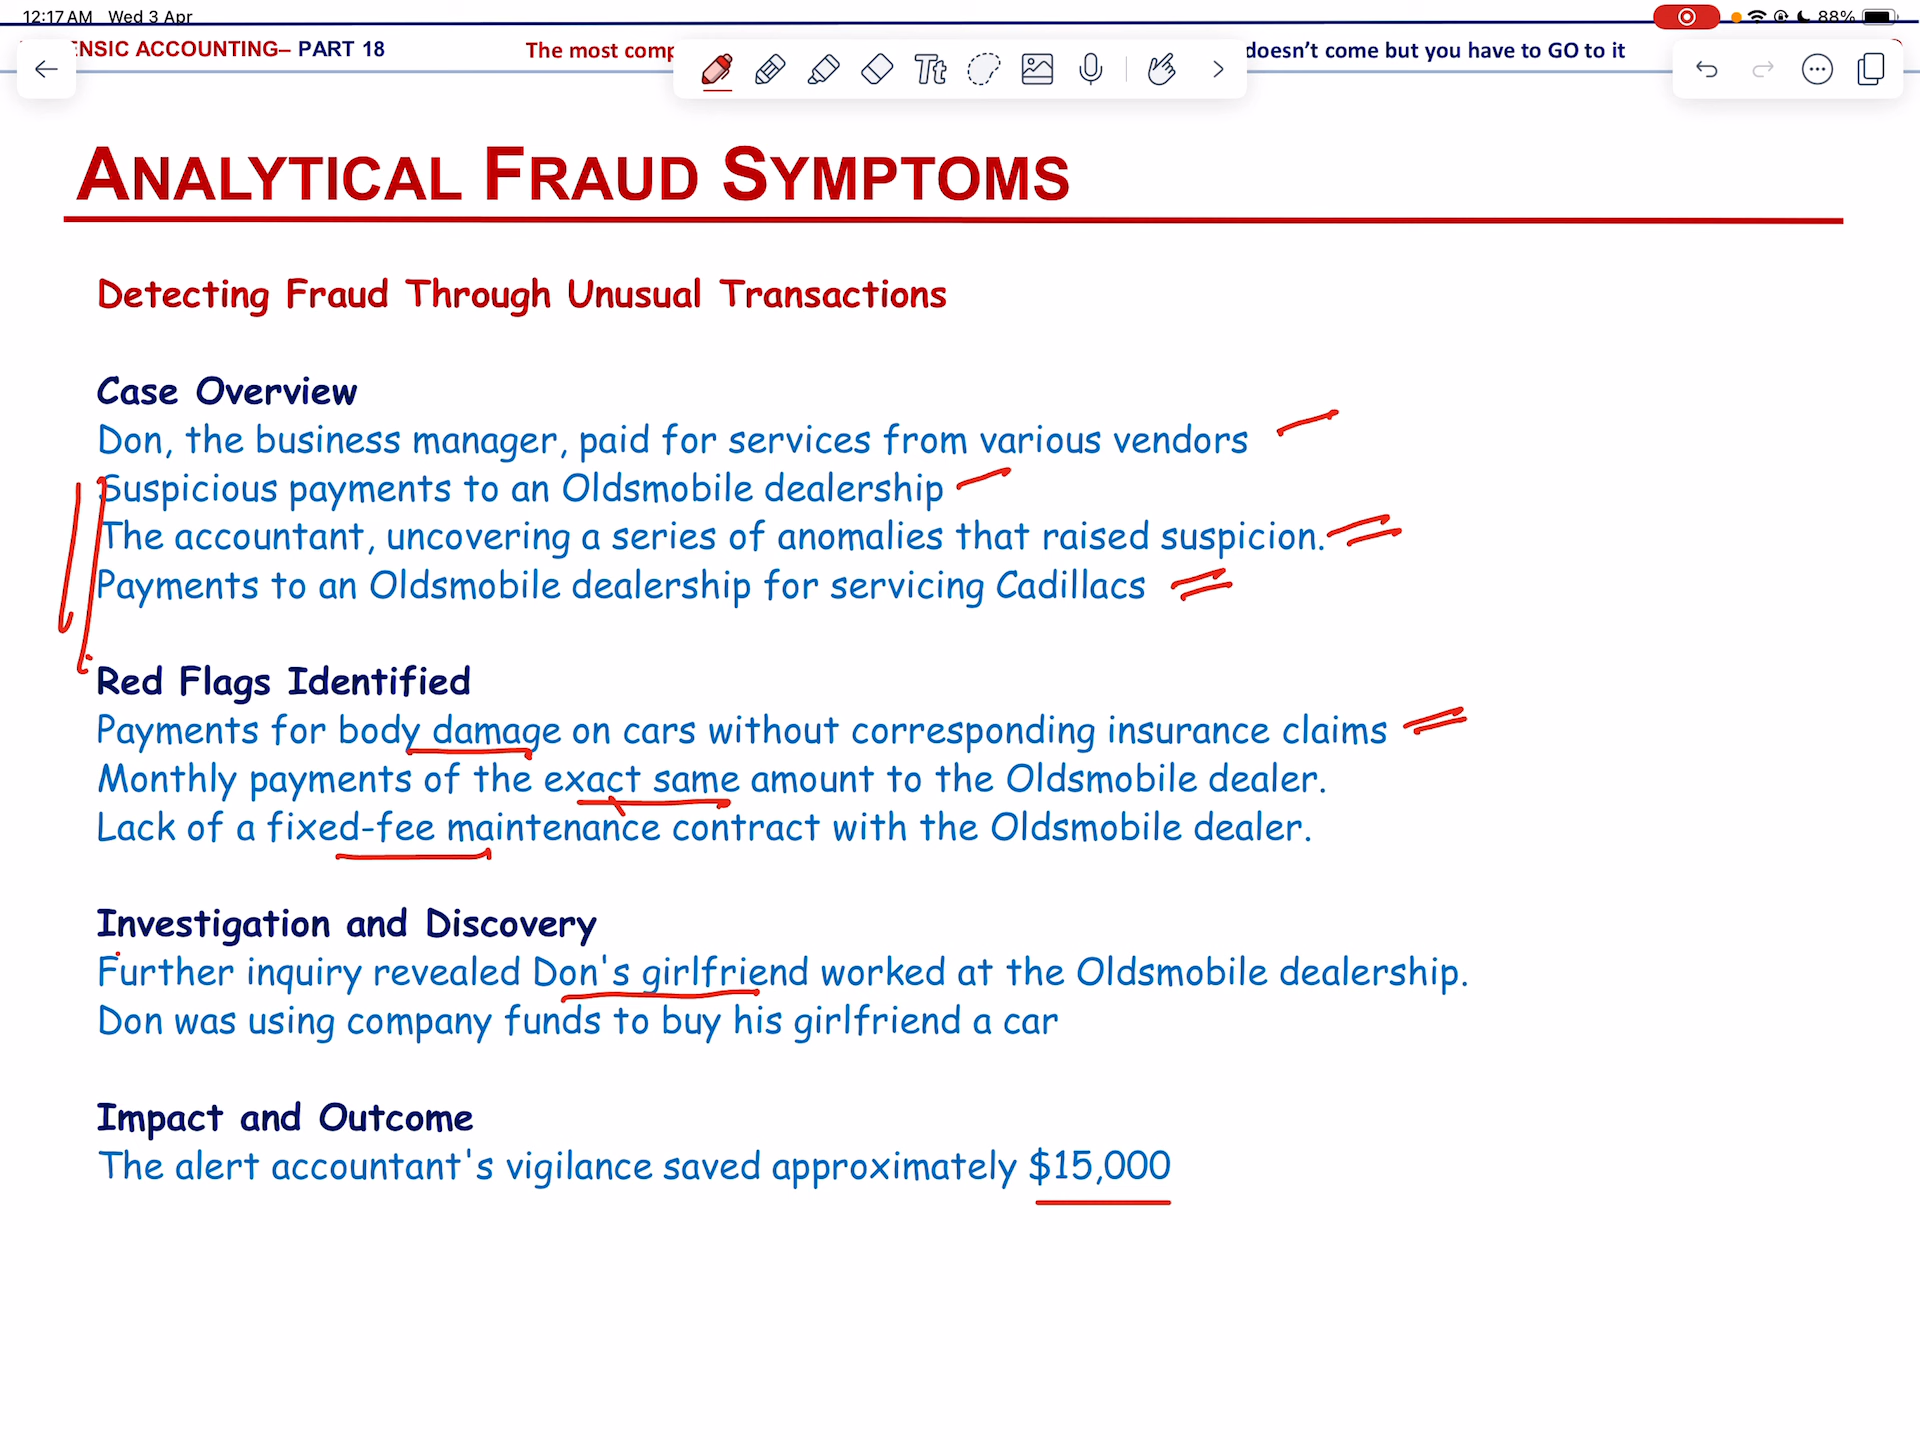 12:17 AM Wed 3 Apr
88%
ENSIC ACCOUNTING– PART 18
The most comp
doesn't come but you have to GO to it
Tt
ANALYTICAL FRAUD SYMPTOMS
Detecting Fraud Through Unusual Transactions
Case Overview
Don, the business manager, paid for services from various vendors
Suspicious payments to an Oldsmobile dealership
The accountant, uncovering a series of anomalies that raised suspicion.
Payments to an Oldsmobile dealership for servicing Cadillacs
Red Flags Identified
Payments for body damage on cars without corresponding insurance claims
Monthly payments of the exact same amount to the Oldsmobile dealer.
Lack of a fixed-fee maintenance contract with the Oldsmobile dealer.
Investigation and Discovery
Further inquiry revealed Don's girlfriend worked at the Oldsmobile dealership.
Don was using company funds to buy his girlfriend a car
Impact and Outcome
The alert accountant's vigilance saved approximately $15,000